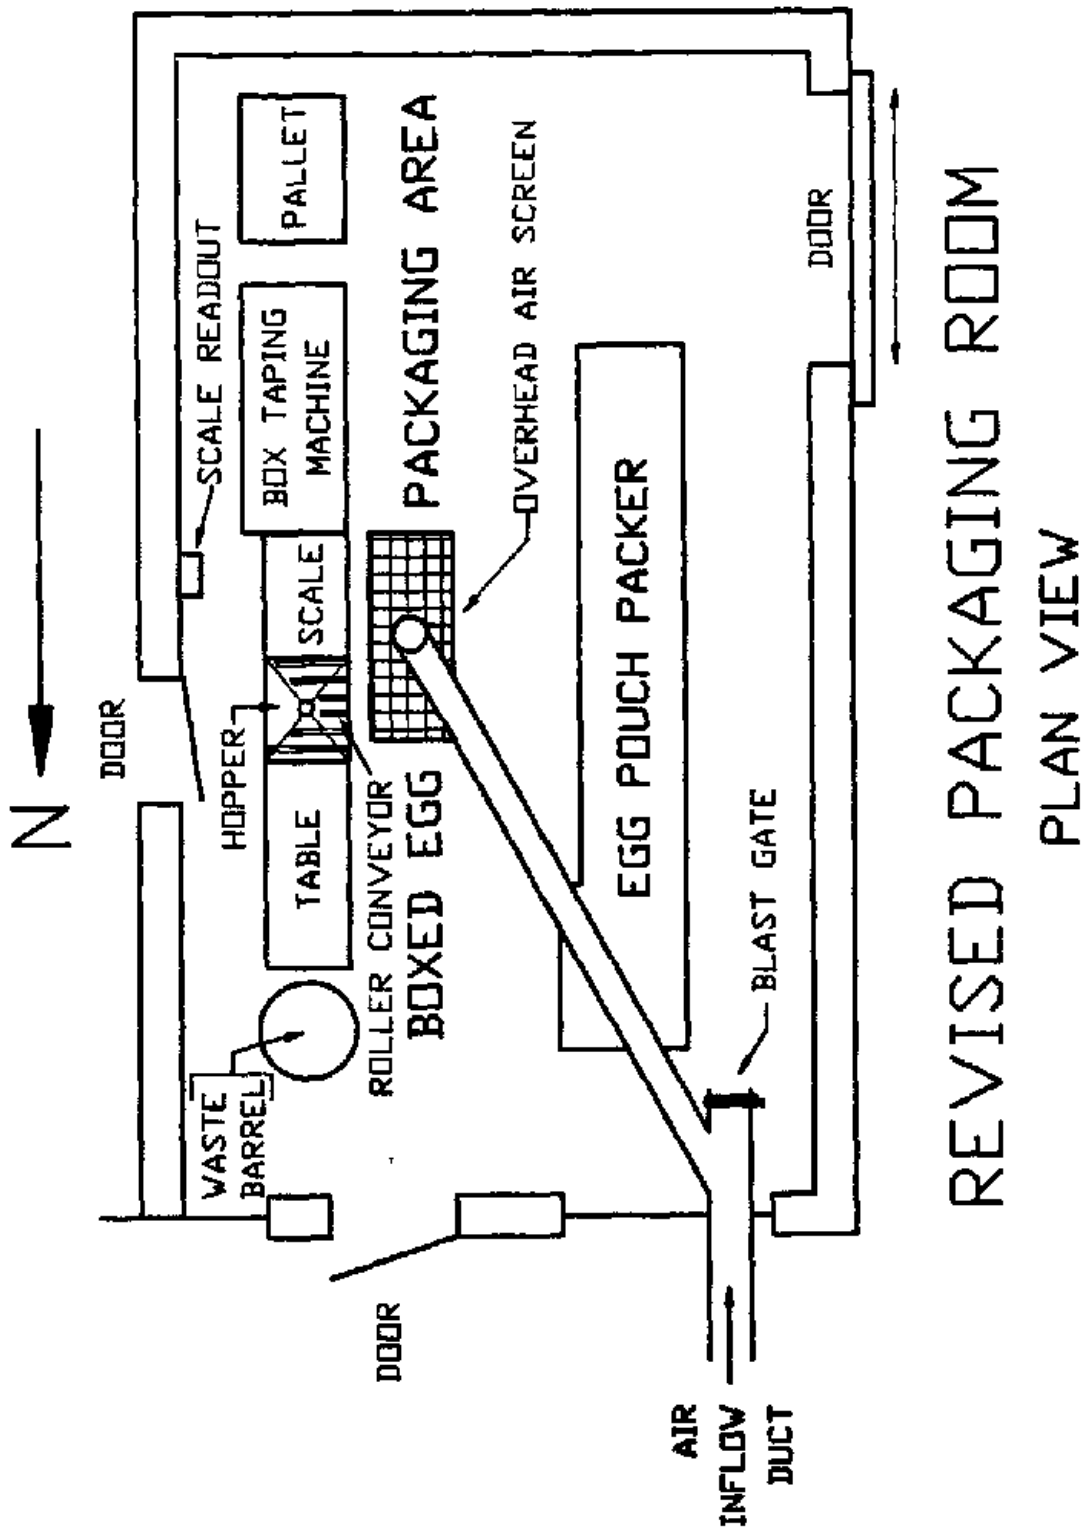 N
DOOR
SCALE READOUT
HOPPER
WASTE
BARREL
TABLE
SCALE
BOX TAPING
MACHINE
PALLET
ROLLER CONVEYOR
BOXED EGG
PACKAGING AREA
OVERHEAD AIR SCREEN
DOOR
EGG POUCH PACKER
BLAST GATE
DOOR
AIR
INFLOW
DUCT
REVISED PACKAGING ROOM
PLAN VIEW